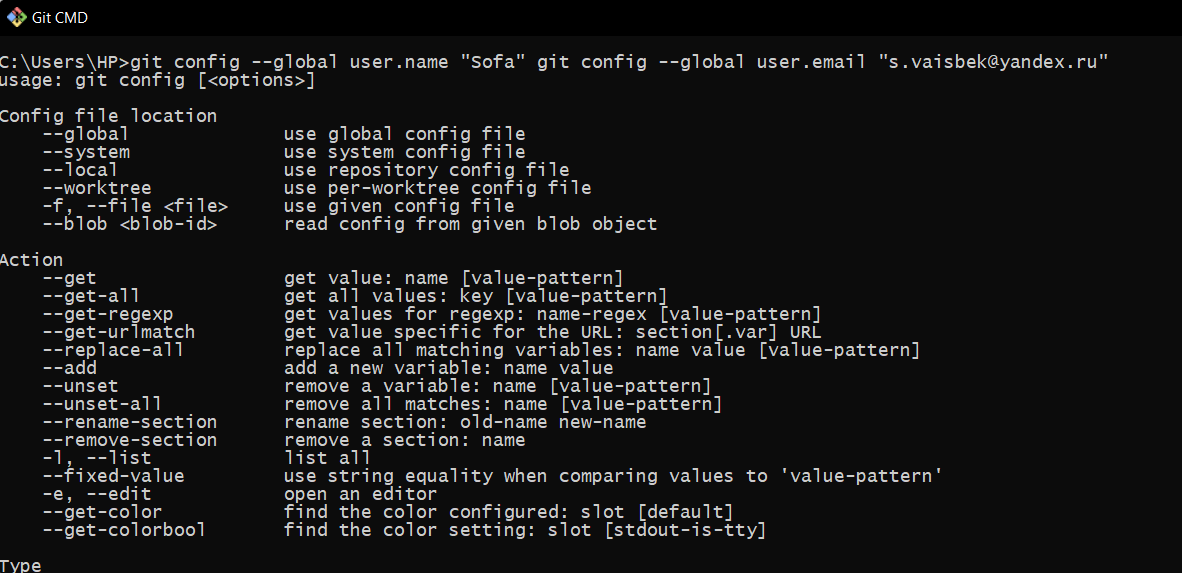 Git CMD
C:\Users\HP>git config --global user.name "Sofa" git config --global user.email "s.vaisbek@yandex.ru"
usage: git config [<options>]
Config file location
--global use global config file
--system use system config file
--local use repository config file
--worktree use per-worktree config file
-f, --file <file> use given config file
--blob <blob-id> read config from given blob object
Action
--get get value: name [value-pattern]
--get-all get all values: key [value-pattern]
--get-regexp get values for regexp: name-regex [value-pattern]
--get-urlmatch get value specific for the URL: section[.var] URL
--replace-all replace all matching variables: name value [value-pattern]
--add add a new variable: name value
--unset remove a variable: name [value-pattern]
--unset-all remove all matches: name [value-pattern]
--rename-section rename section: old-name new-name
--remove-section remove a section: name
-l, --list list all
--fixed-value use string equality when comparing values to 'value-pattern'
-e, --edit open an editor
--get-color find the color configured: slot [default]
--get-colorbool find the color setting: slot [stdout-is-tty]
Type